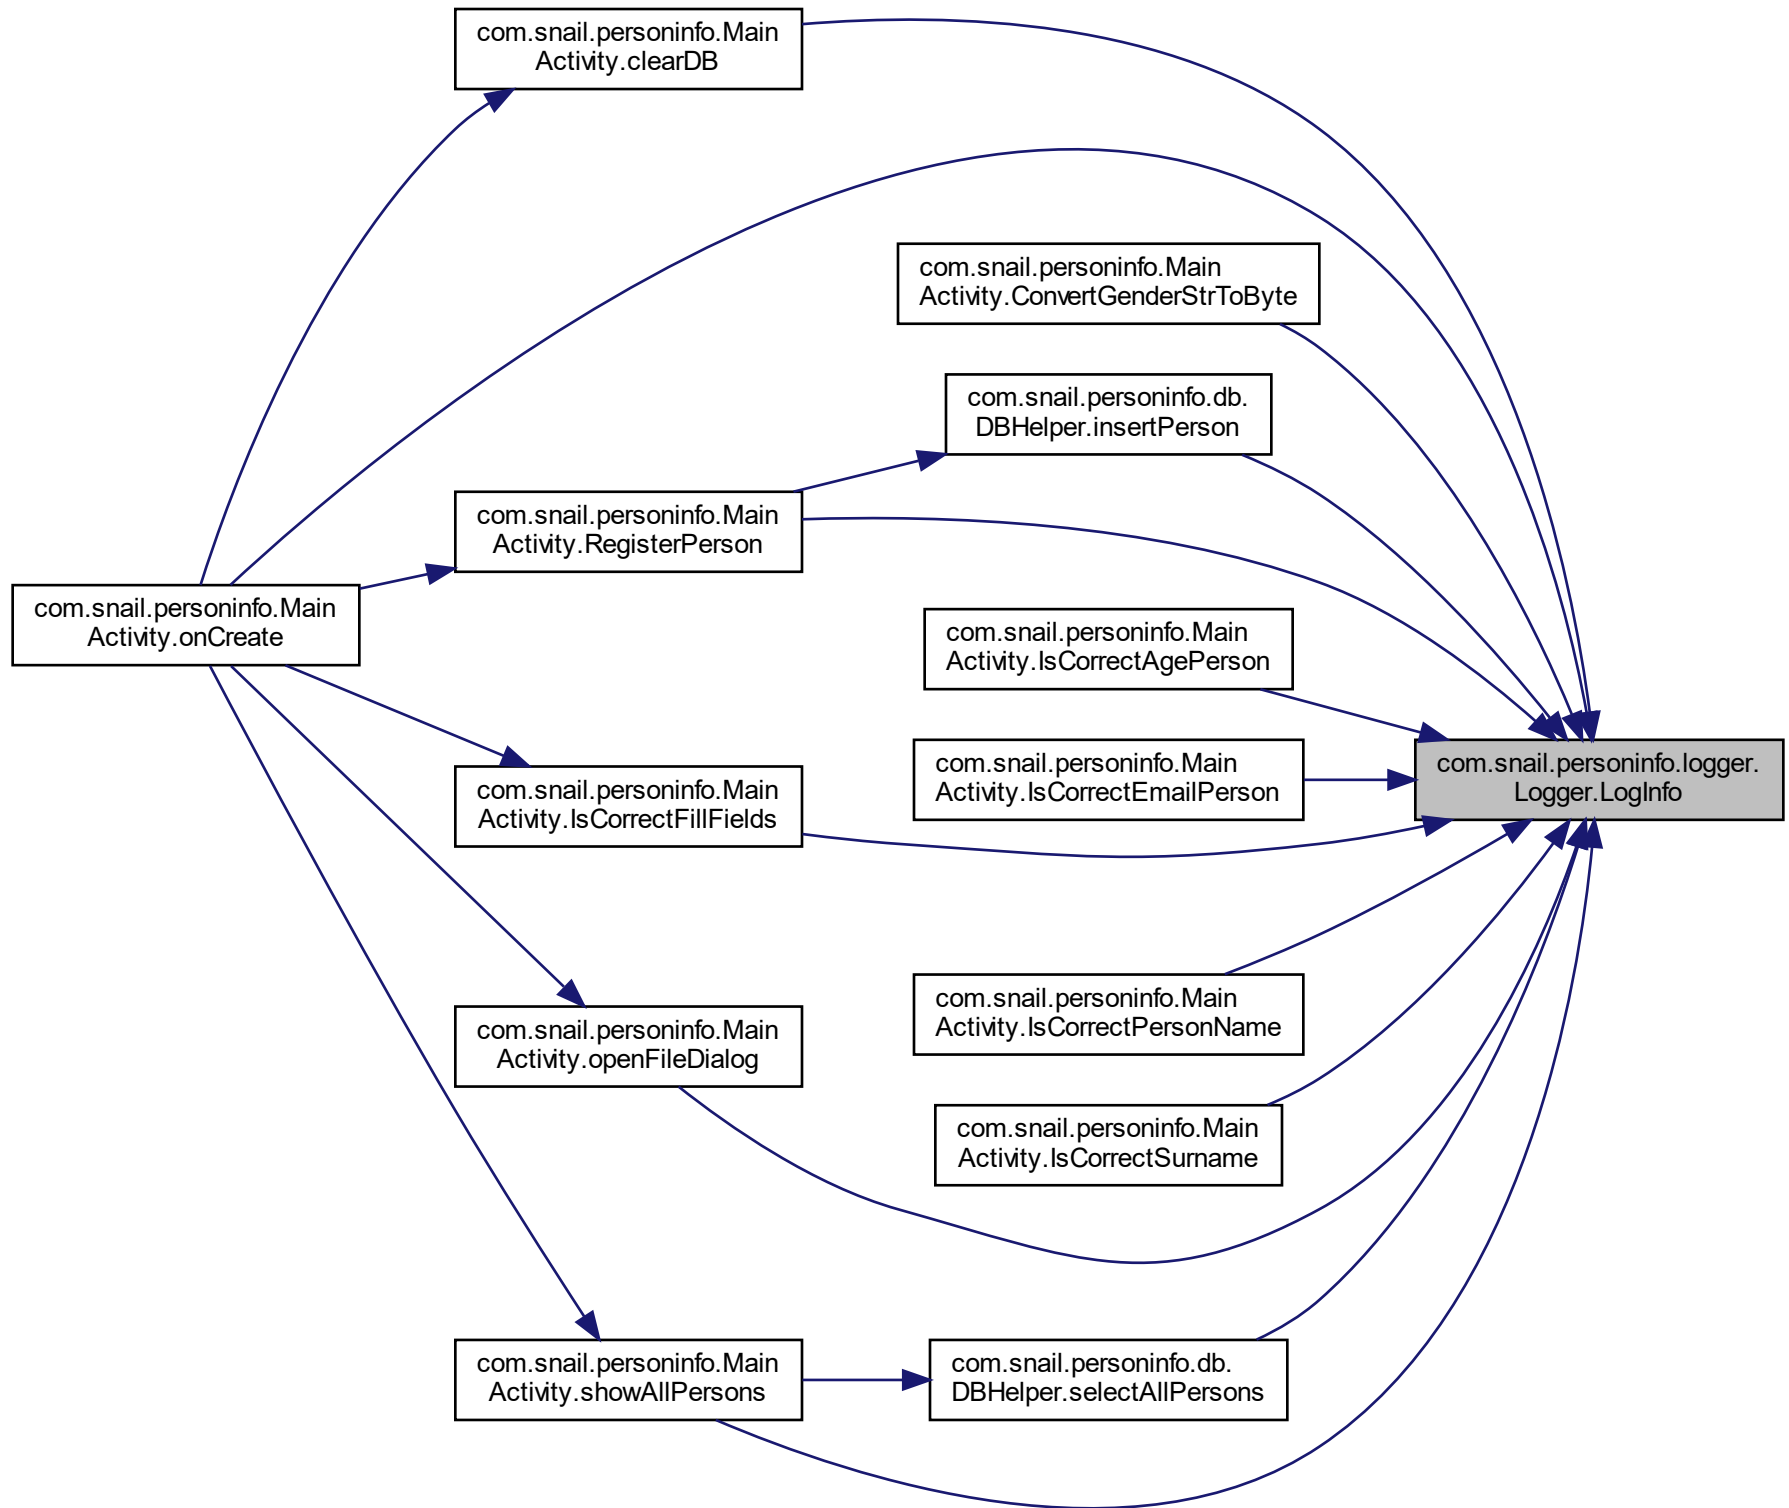 com.snail.personinfo.Main
Activity.clearDB
com.snail.personinfo.Main
Activity.ConvertGenderStrToByte
com.snail.personinfo.db.
DBHelper.insertPerson
com.snail.personinfo.Main
Activity.RegisterPerson
com.snail.personinfo.Main
Activity.onCreate
com.snail.personinfo.Main
Activity.IsCorrectAgePerson
com.snail.personinfo.Main
Activity.IsCorrectEmailPerson
com.snail.personinfo.logger.
Logger.LogInfo
com.snail.personinfo.Main
Activity.IsCorrectFillFields
com.snail.personinfo.Main
Activity.IsCorrectPersonName
com.snail.personinfo.Main
Activity.openFileDialog
com.snail.personinfo.Main
Activity.IsCorrectSurname
com.snail.personinfo.Main
Activity.showAllPersons
com.snail.personinfo.db.
DBHelper.selectAllPersons